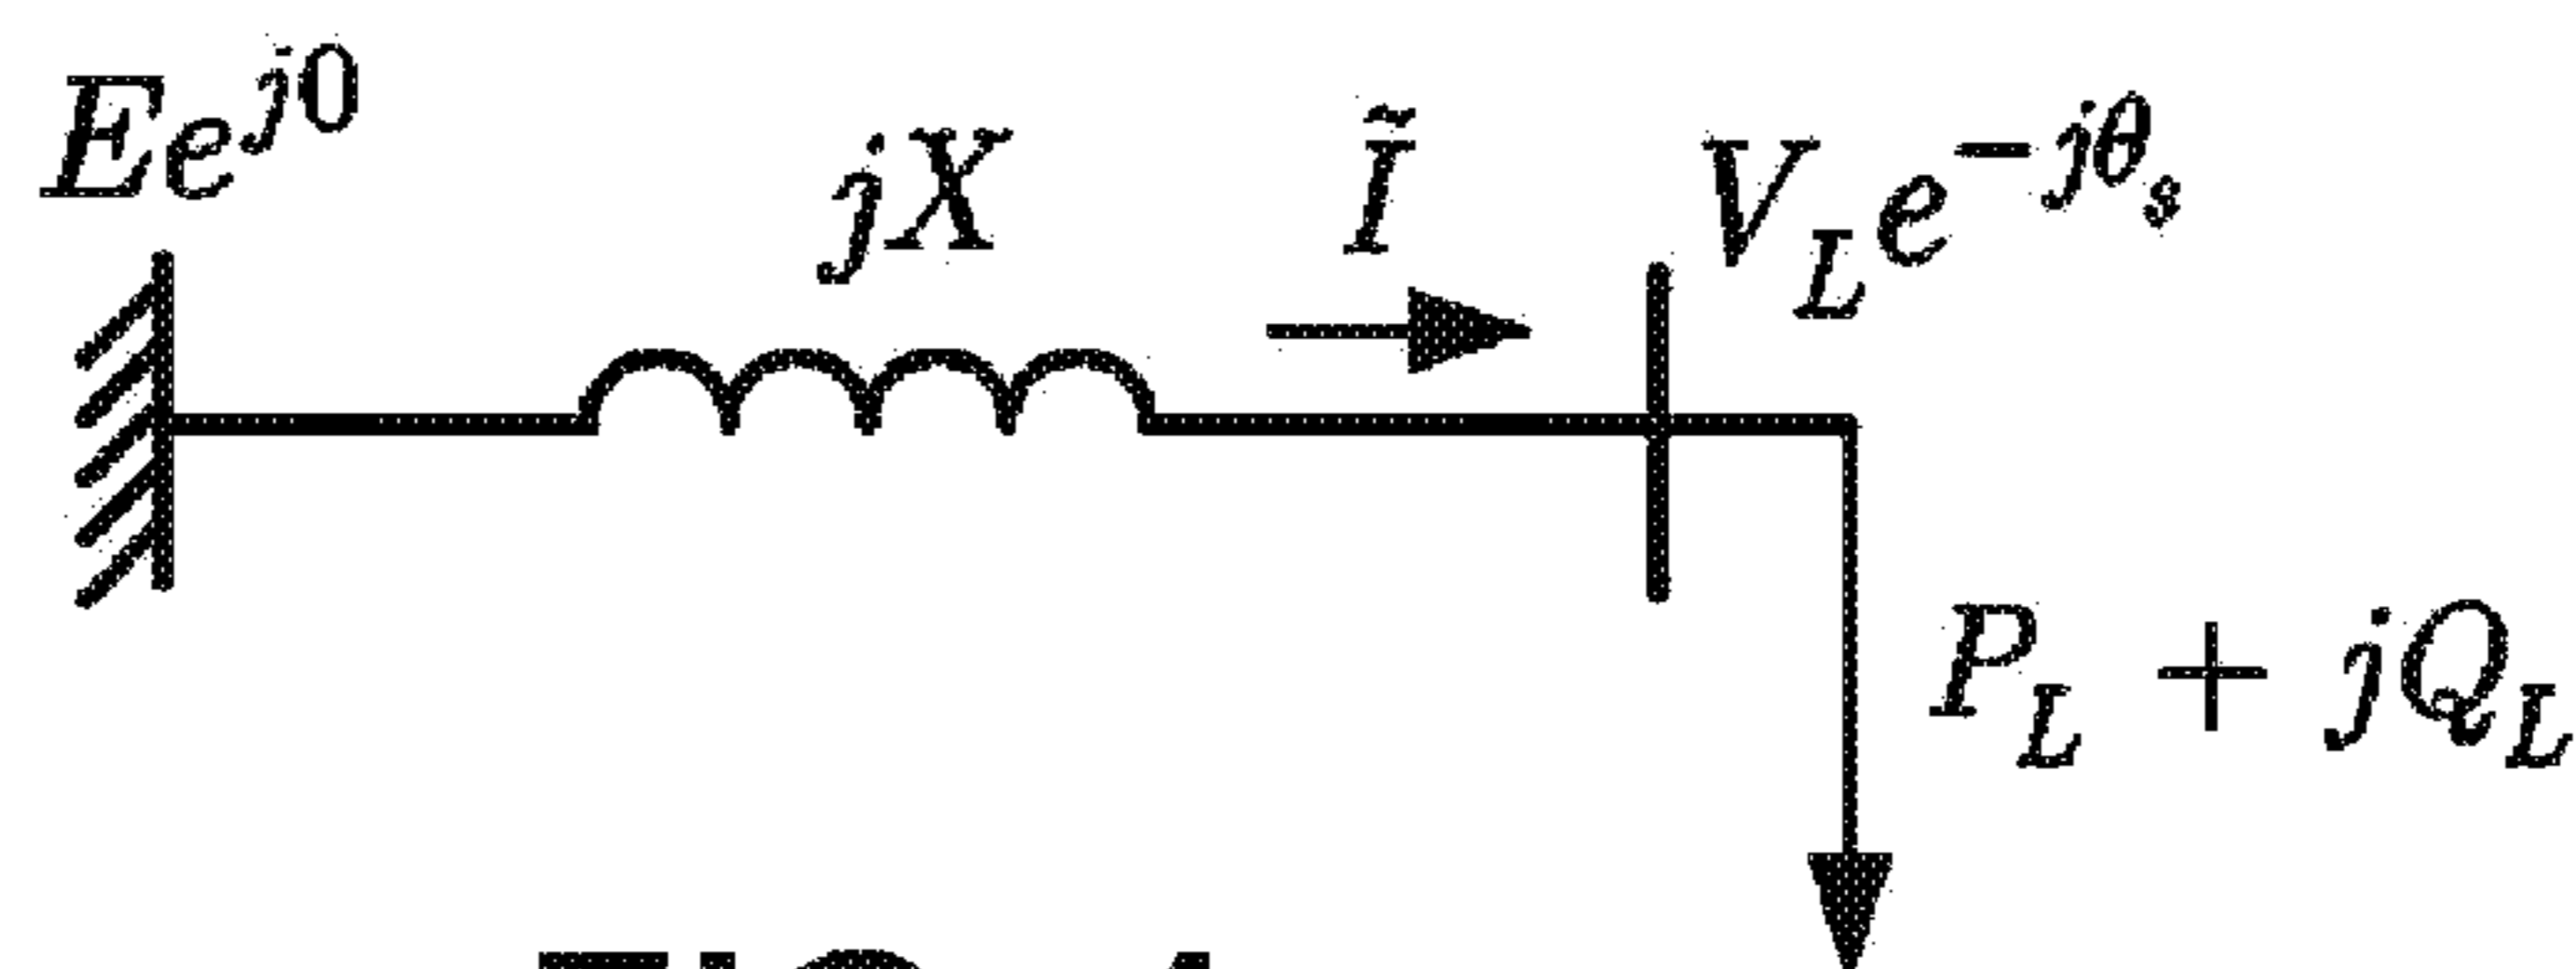 Ee^{j0}
jX
Ĩ
V_L e^{-jθ_s}
P_L + jQ_L